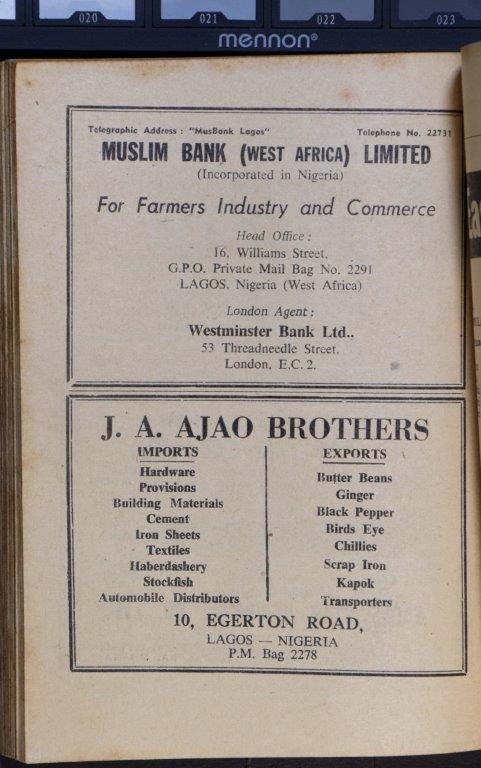 020 021 022 023
mennon®
Telegraphic Address : "MusBank Lagos" Telephone No. 22731
MUSLIM BANK (WEST AFRICA) LIMITED
(Incorporated in Nigeria)
For Farmers Industry and Commerce
Head Office :
16, Williams Street,
G.P.O. Private Mail Bag No. 2291
LAGOS, Nigeria (West Africa)
London Agent :
Westminster Bank Ltd.,
53 Threadneedle Street,
London, E.C. 2.
J. A. AJAO BROTHERS
IMPORTS
Hardware
Provisions
Building Materials
Cement
Iron Sheets
Textiles
Haberdashery
Stockfish
Automobile Distributors
EXPORTS
Butter Beans
Ginger
Black Pepper
Birds Eye
Chillies
Scrap Iron
Kapok
Transporters
10, EGERTON ROAD,
LAGOS — NIGERIA
P.M. Bag 2278